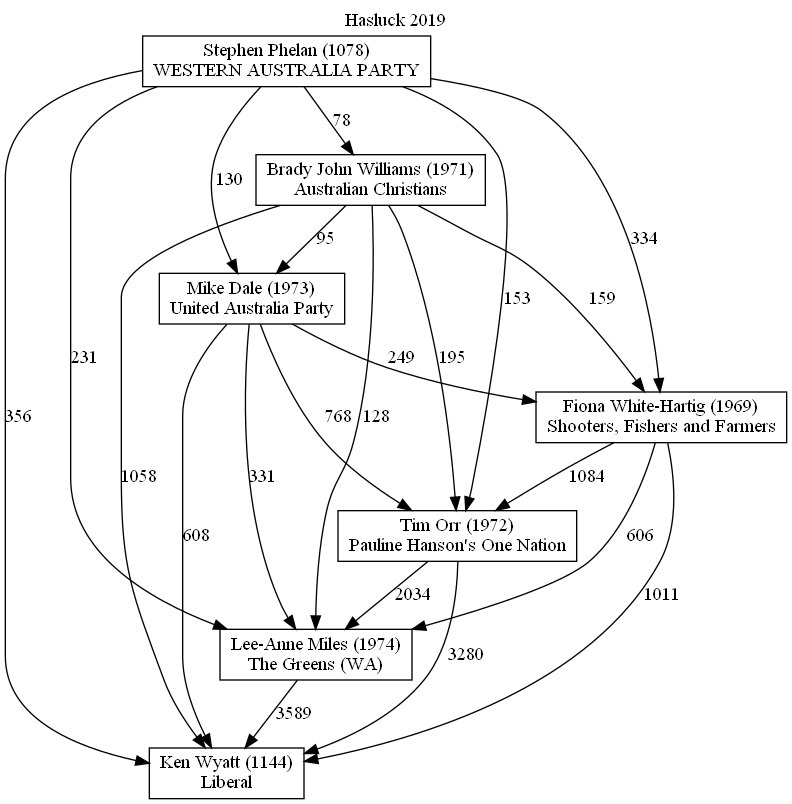 Hasluck 2019
Stephen Phelan (1078)
WESTERN AUSTRALIA PARTY
78
Brady John Williams (1971)
Australian Christians
130
334
95
Mike Dale (1973)
United Australia Party
153
159
231
249
195
356
768
128
Fiona White-Hartig (1969)
Shooters, Fishers and Farmers
1058
331
1084
608
Tim Orr (1972)
Pauline Hanson's One Nation
606
2034
1011
Lee-Anne Miles (1974)
The Greens (WA)
3280
3589
Ken Wyatt (1144)
Liberal